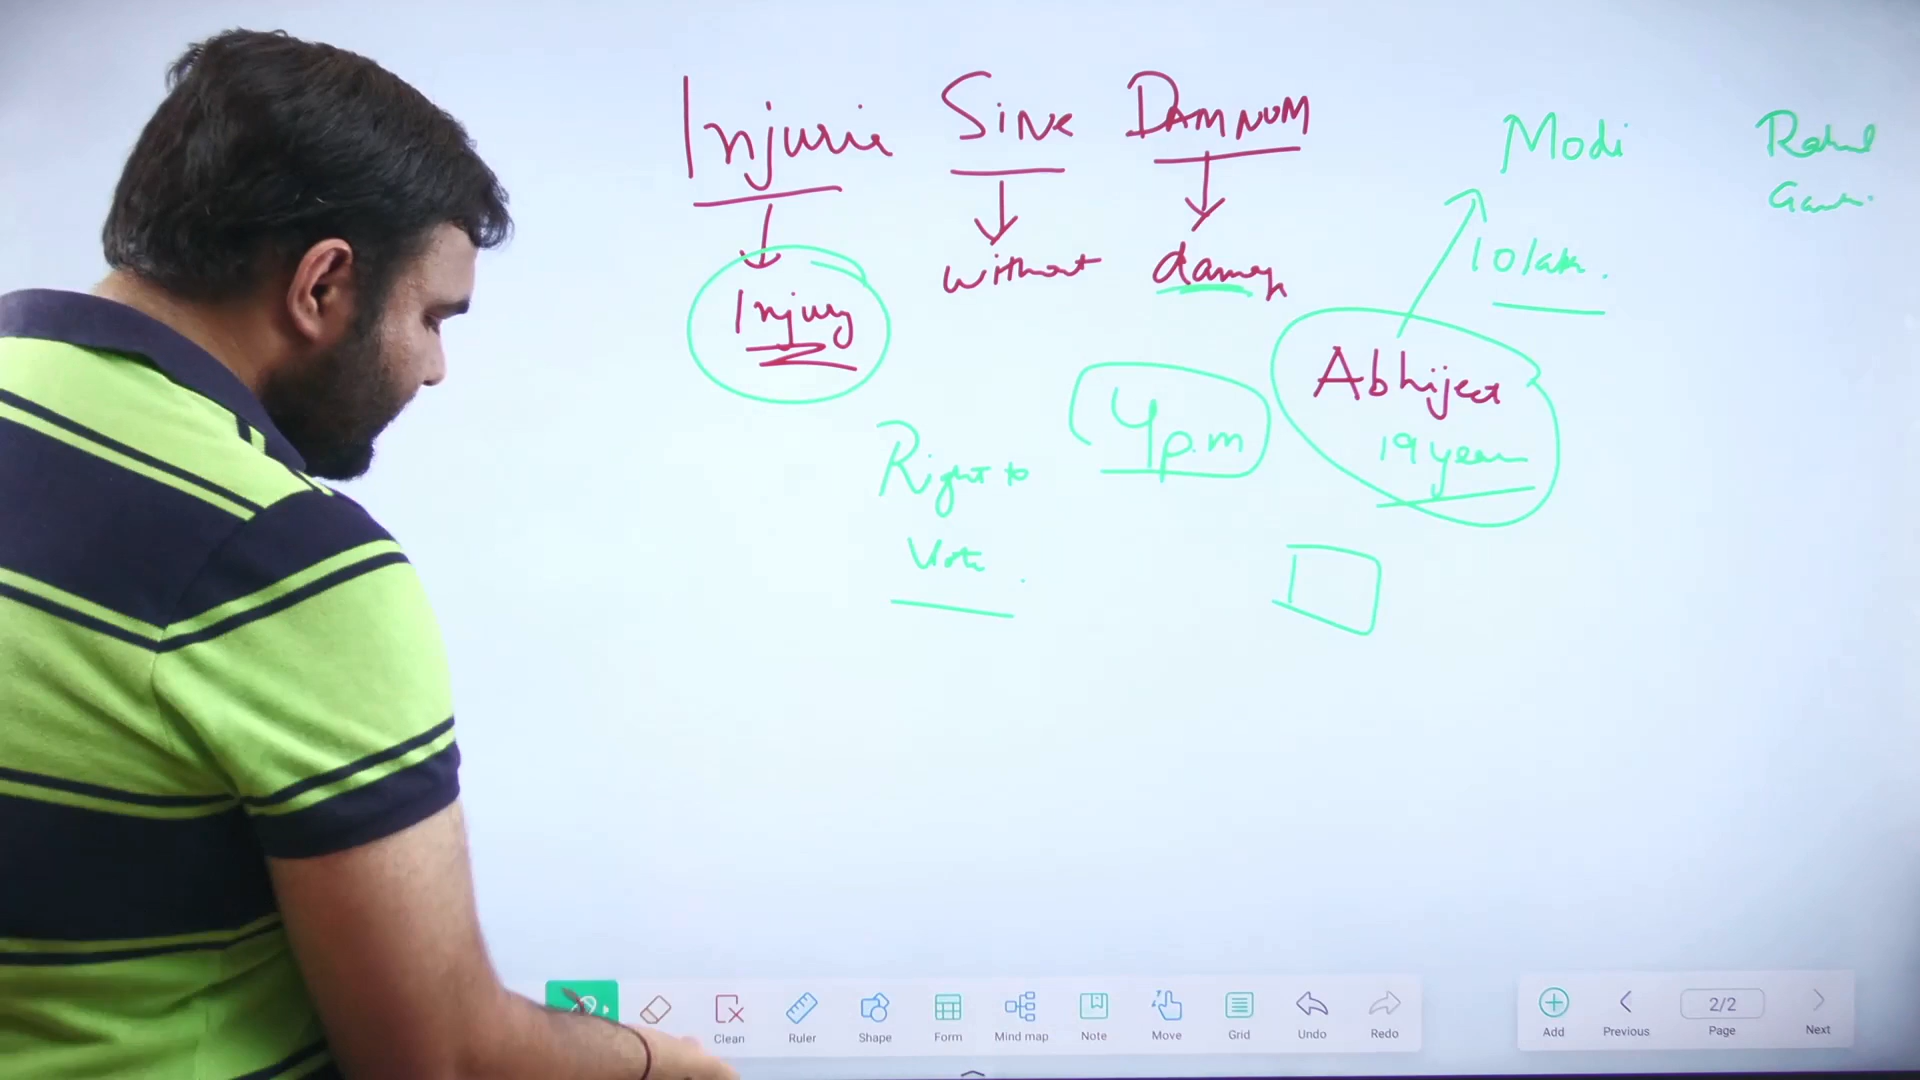 Injurie Sine DAMNUM
Modi
Rahul
Injury
without
10 lakh.
Abhijeet
4 p.m
19 year
Right to
Vote.
Clean
Ruler
Shape
Form
Mind map
Note
Move
Grid
Undo
Redo
Add
Previous
2/2
Page
Next